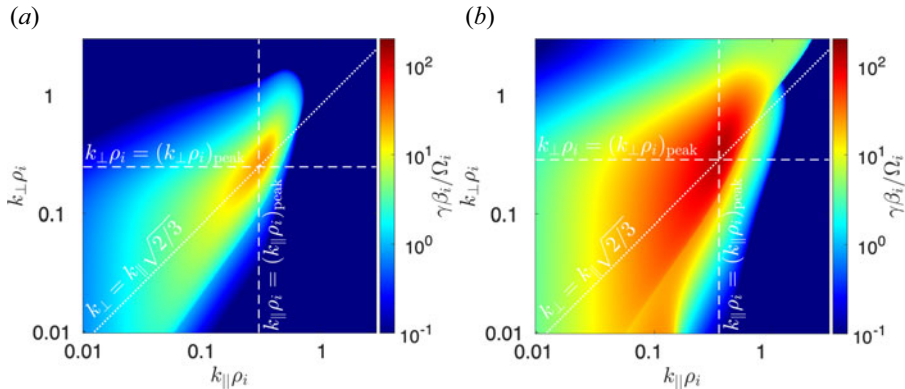 (a)
(b)
10²
10¹
10⁰
10⁻¹
γβᵢ/Ωᵢ
1
0.1
0.01
k⊥ρᵢ
k⊥ρᵢ = (k⊥ρᵢ)peak
k⊥ = k∥√2/3
k∥ρᵢ = (k∥ρᵢ)peak
0.01
0.1
1
k∥ρᵢ
10²
10¹
10⁰
10⁻¹
γβᵢ/Ωᵢ
1
0.1
0.01
k⊥ρᵢ
k⊥ρᵢ = (k⊥ρᵢ)peak
k⊥ = k∥√2/3
k∥ρᵢ = (k∥ρᵢ)peak
0.01
0.1
1
k∥ρᵢ